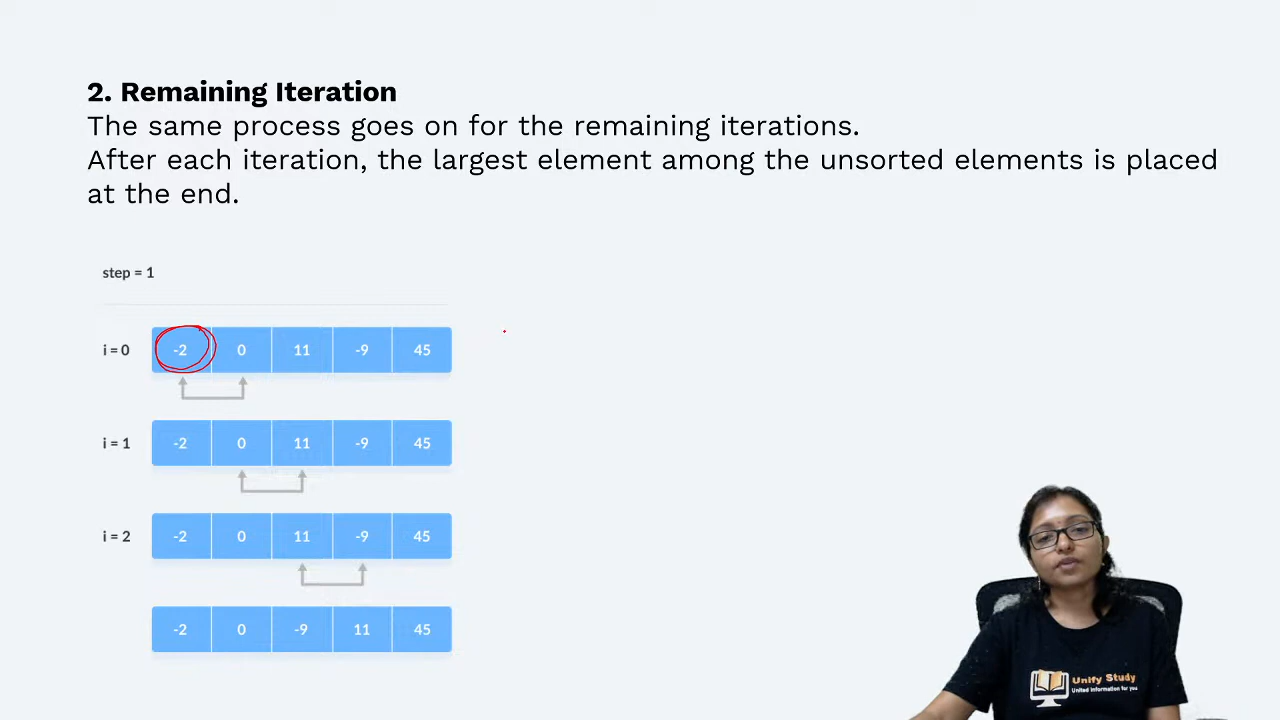 2. Remaining Iteration
The same process goes on for the remaining iterations.
After each iteration, the largest element among the unsorted elements is placed
at the end.
step = 1
i = 0 -2 0 11 -9 45
i = 1 -2 0 11 -9 45
i = 2 -2 0 11 -9 45
-2 0 -9 11 45
Unify Study
United Information for you